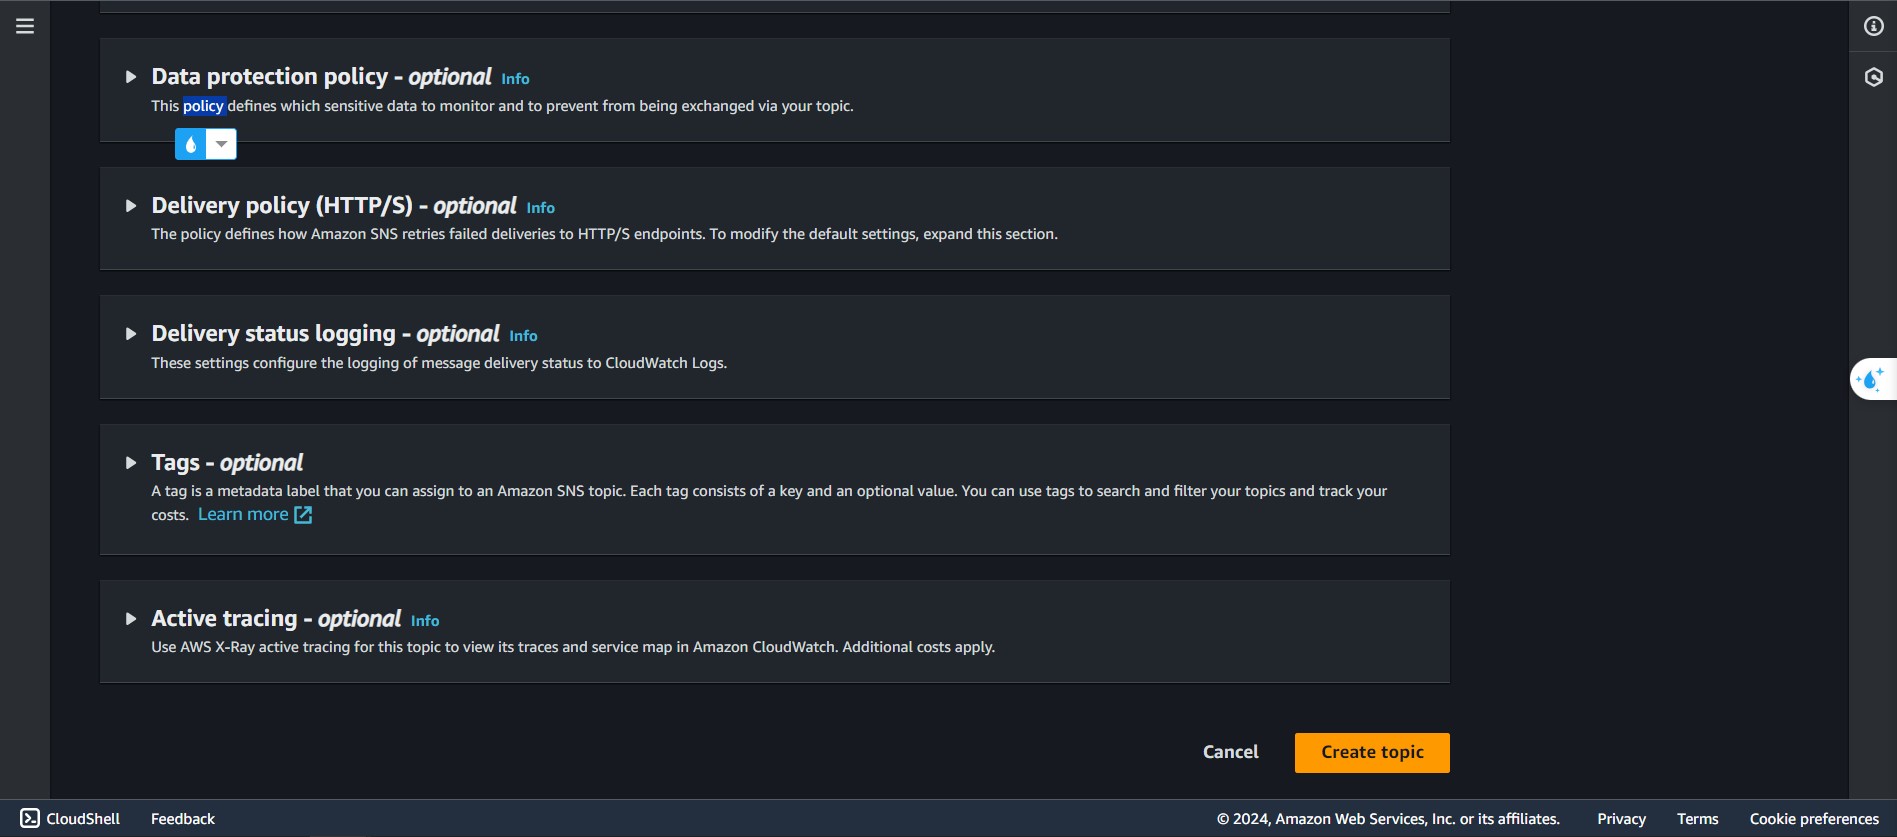 Data protection policy - optional Info
This policy defines which sensitive data to monitor and to prevent from being exchanged via your topic.
Delivery policy (HTTP/S) - optional Info
The policy defines how Amazon SNS retries failed deliveries to HTTP/S endpoints. To modify the default settings, expand this section.
Delivery status logging - optional Info
These settings configure the logging of message delivery status to CloudWatch Logs.
Tags - optional
A tag is a metadata label that you can assign to an Amazon SNS topic. Each tag consists of a key and an optional value. You can use tags to search and filter your topics and track your
costs. Learn more
Active tracing - optional Info
Use AWS X-Ray active tracing for this topic to view its traces and service map in Amazon CloudWatch. Additional costs apply.
Cancel Create topic
CloudShell Feedback © 2024, Amazon Web Services, Inc. or its affiliates. Privacy Terms Cookie preferences